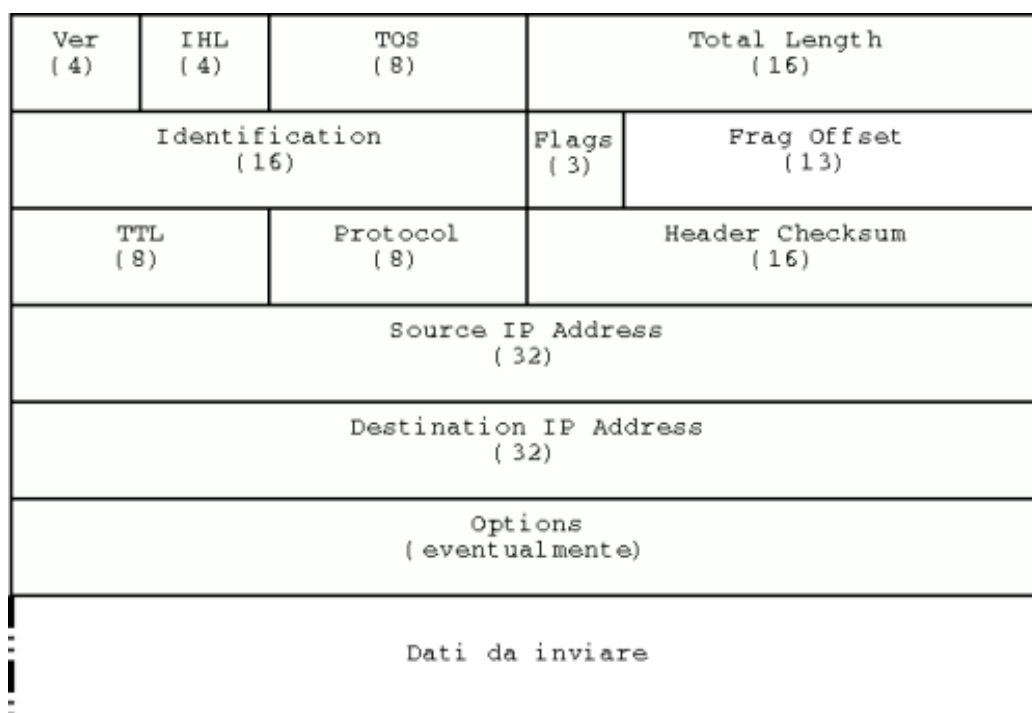 Ver IHL TOS Total Length
(4) (4) (8) (16)
Identification Flags Frag Offset
(16) (3) (13)
TTL Protocol Header Checksum
(8) (8) (16)
Source IP Address
(32)
Destination IP Address
(32)
Options
(eventualmente)
Dati da inviare